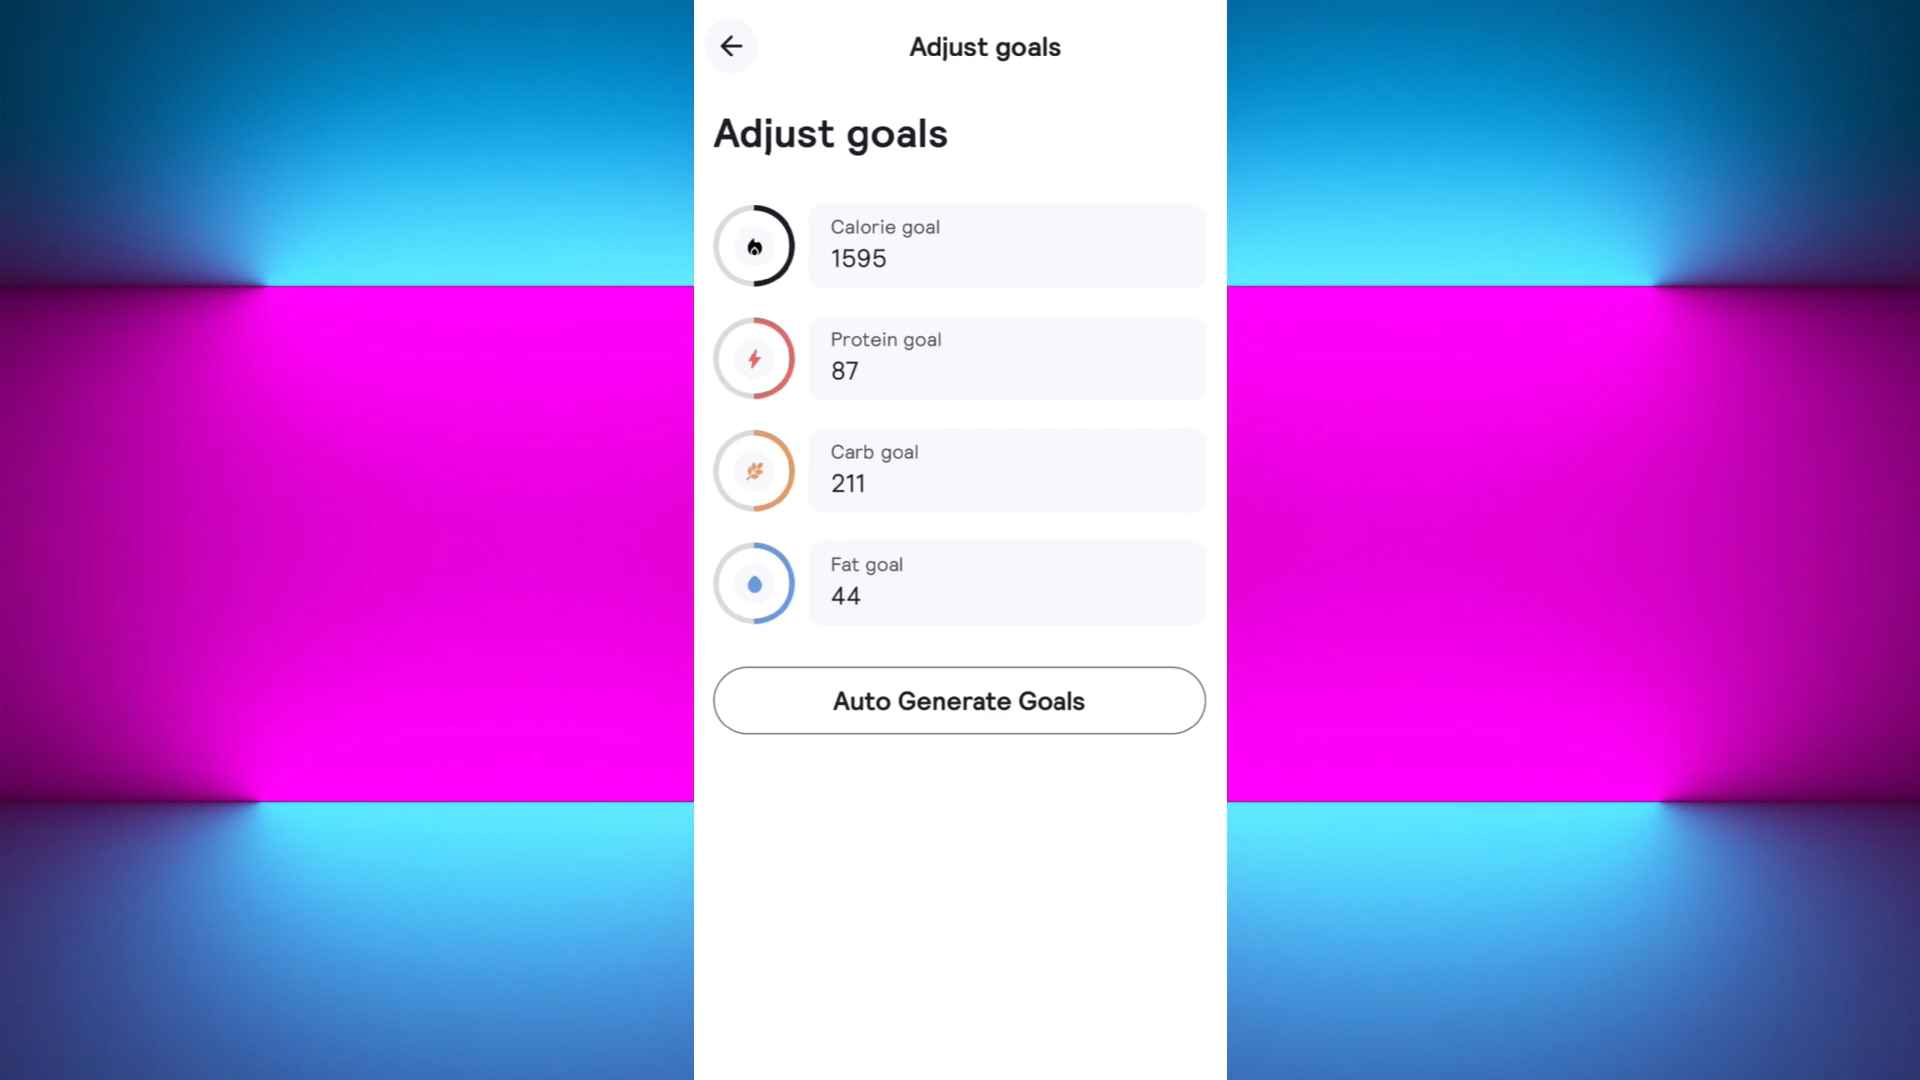 Adjust goals
Adjust goals
Calorie goal
1595
Protein goal
87
Carb goal
211
Fat goal
44
Auto Generate Goals